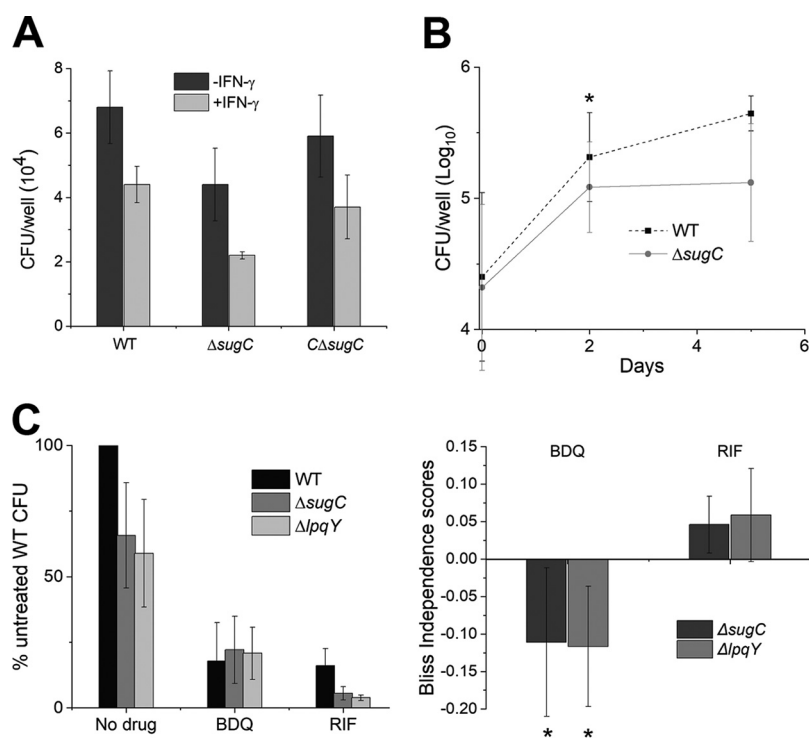 A
CFU/well (10⁴)
8
6
4
2
0
-IFN-γ
+IFN-γ
WT
ΔsugC
CΔsugC
B
CFU/well (Log₁₀)
6
5
4
*
WT
ΔsugC
0
2
4
6
Days
C
% untreated WT CFU
100
50
0
WT
ΔsugC
ΔlpqY
No drug
BDQ
RIF
Bliss Independence scores
0.15
0.10
0.05
0.00
-0.05
-0.10
-0.15
-0.20
BDQ
RIF
ΔsugC
ΔlpqY
* *